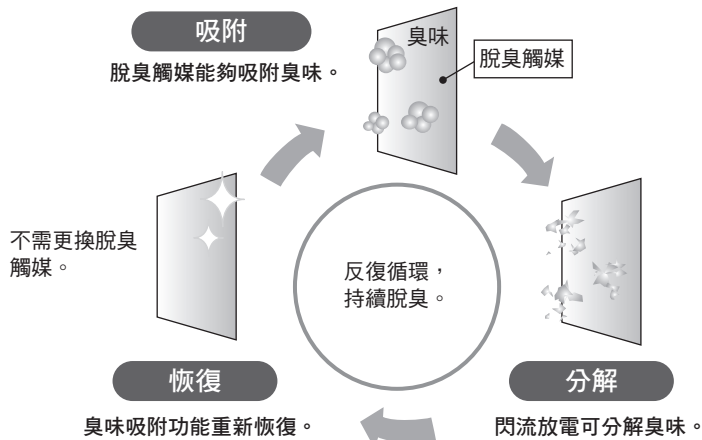 吸附
脫臭觸媒能夠吸附臭味。
臭味
脫臭觸媒
不需更換脫臭
觸媒。
反復循環，
持續脫臭。
恢復
臭味吸附功能重新恢復。
分解
閃流放電可分解臭味。